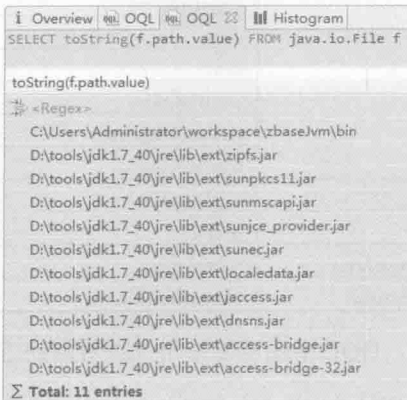 i Overview OQL OQL Histogram
SELECT toString(f.path.value) FROM java.io.File f
toString(f.path.value)
<Regex>
C:\Users\Administrator\workspace\zbaseJvm\bin
D:\tools\jdk1.7_40\jre\lib\ext\zipfs.jar
D:\tools\jdk1.7_40\jre\lib\ext\sunpkcs11.jar
D:\tools\jdk1.7_40\jre\lib\ext\sunmscapi.jar
D:\tools\jdk1.7_40\jre\lib\ext\sunjce_provider.jar
D:\tools\jdk1.7_40\jre\lib\ext\sunec.jar
D:\tools\jdk1.7_40\jre\lib\ext\localedata.jar
D:\tools\jdk1.7_40\jre\lib\ext\jaccess.jar
D:\tools\jdk1.7_40\jre\lib\ext\dnsns.jar
D:\tools\jdk1.7_40\jre\lib\ext\access-bridge.jar
D:\tools\jdk1.7_40\jre\lib\ext\access-bridge-32.jar
Σ Total: 11 entries